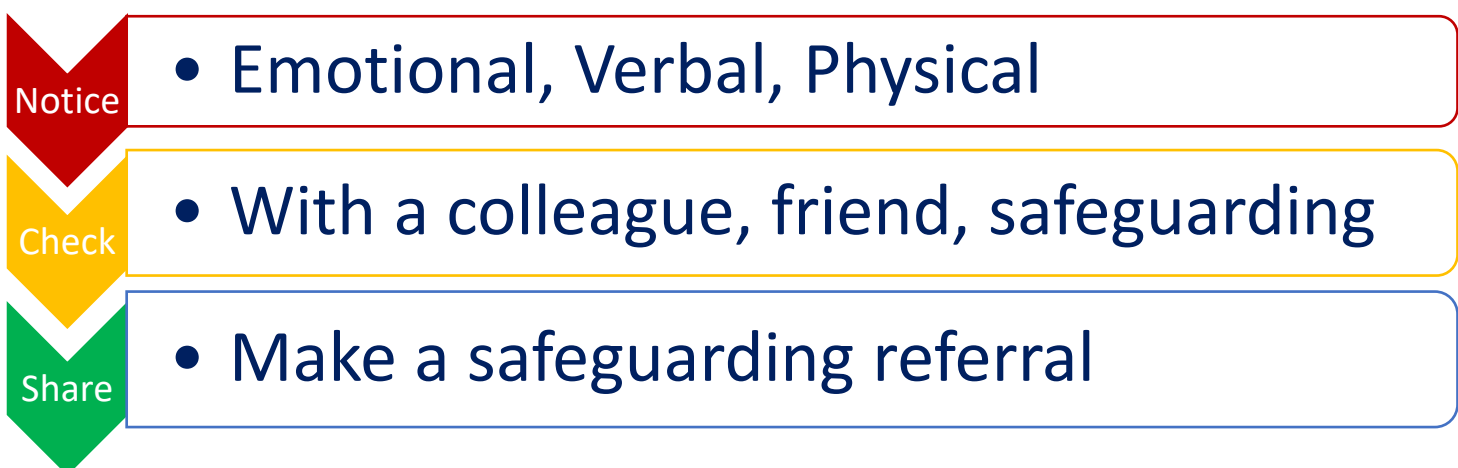 Notice
• Emotional, Verbal, Physical
Check
• With a colleague, friend, safeguarding
Share
• Make a safeguarding referral